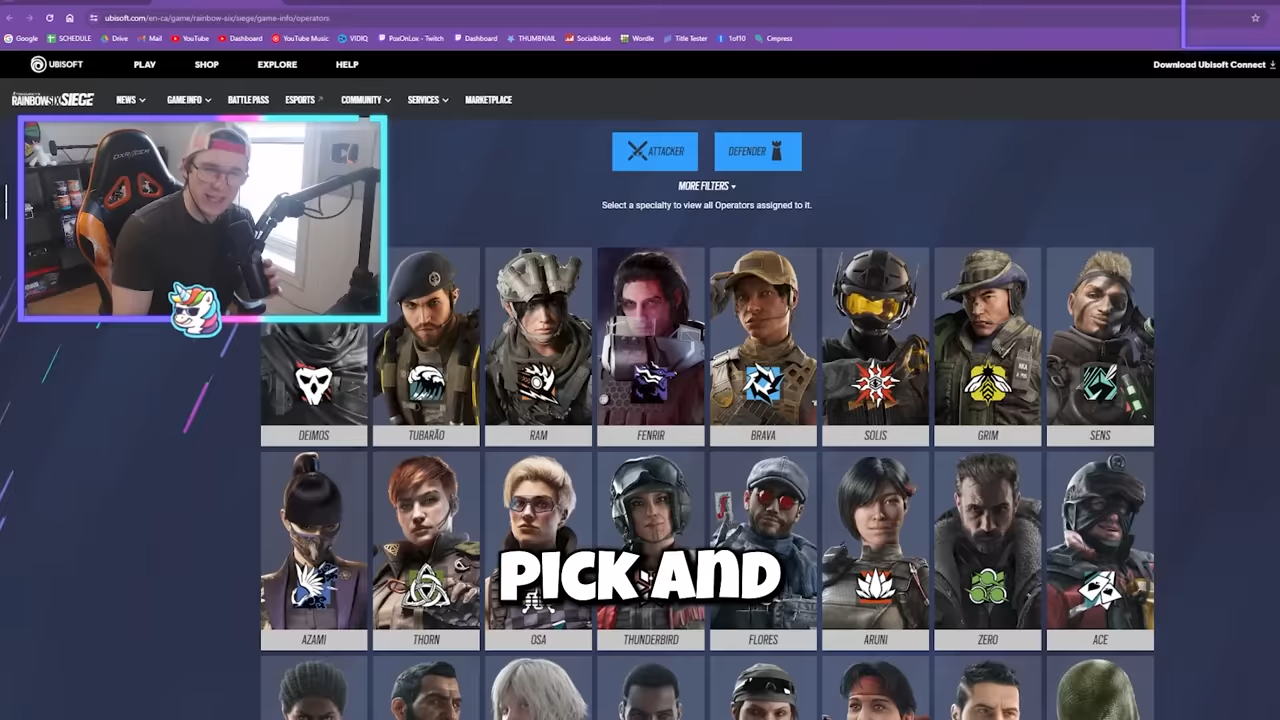 ubisoft.com/en-ca/game/rainbow-six/siege/game-info/operators
Google SCHEDULE Drive Mail YouTube Dashboard YouTube Music VIDIQ PoxOnLox - Twitch Dashboard THUMBNAIL Socialblade Wordle Title Tester 1of10 Cmpress
UBISOFT PLAY SHOP EXPLORE HELP Download Ubisoft Connect
RAINBOW SIX SIEGE NEWS GAME INFO BATTLE PASS ESPORTS COMMUNITY SERVICES MARKETPLACE
DXRACER
ATTACKER DEFENDER
MORE FILTERS
Select a specialty to view all Operators assigned to it.
DEIMOS TUBARÃO RAM FENRIR BRAVA SOLIS GRIM SENS
PICK AND
AZAMI THORN OSA THUNDERBIRD FLORES ARUNI ZERO ACE